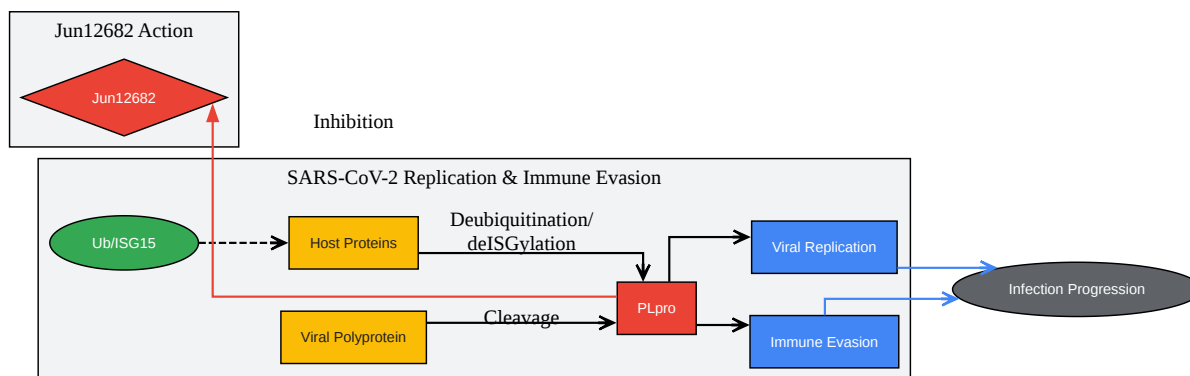 Jun12682 Action
Jun12682
Inhibition
SARS-CoV-2 Replication & Immune Evasion
Ub/ISG15
Host Proteins
Deubiquitination/
deISGylation
Viral Replication
Infection Progression
PLpro
Viral Polyprotein
Cleavage
Immune Evasion